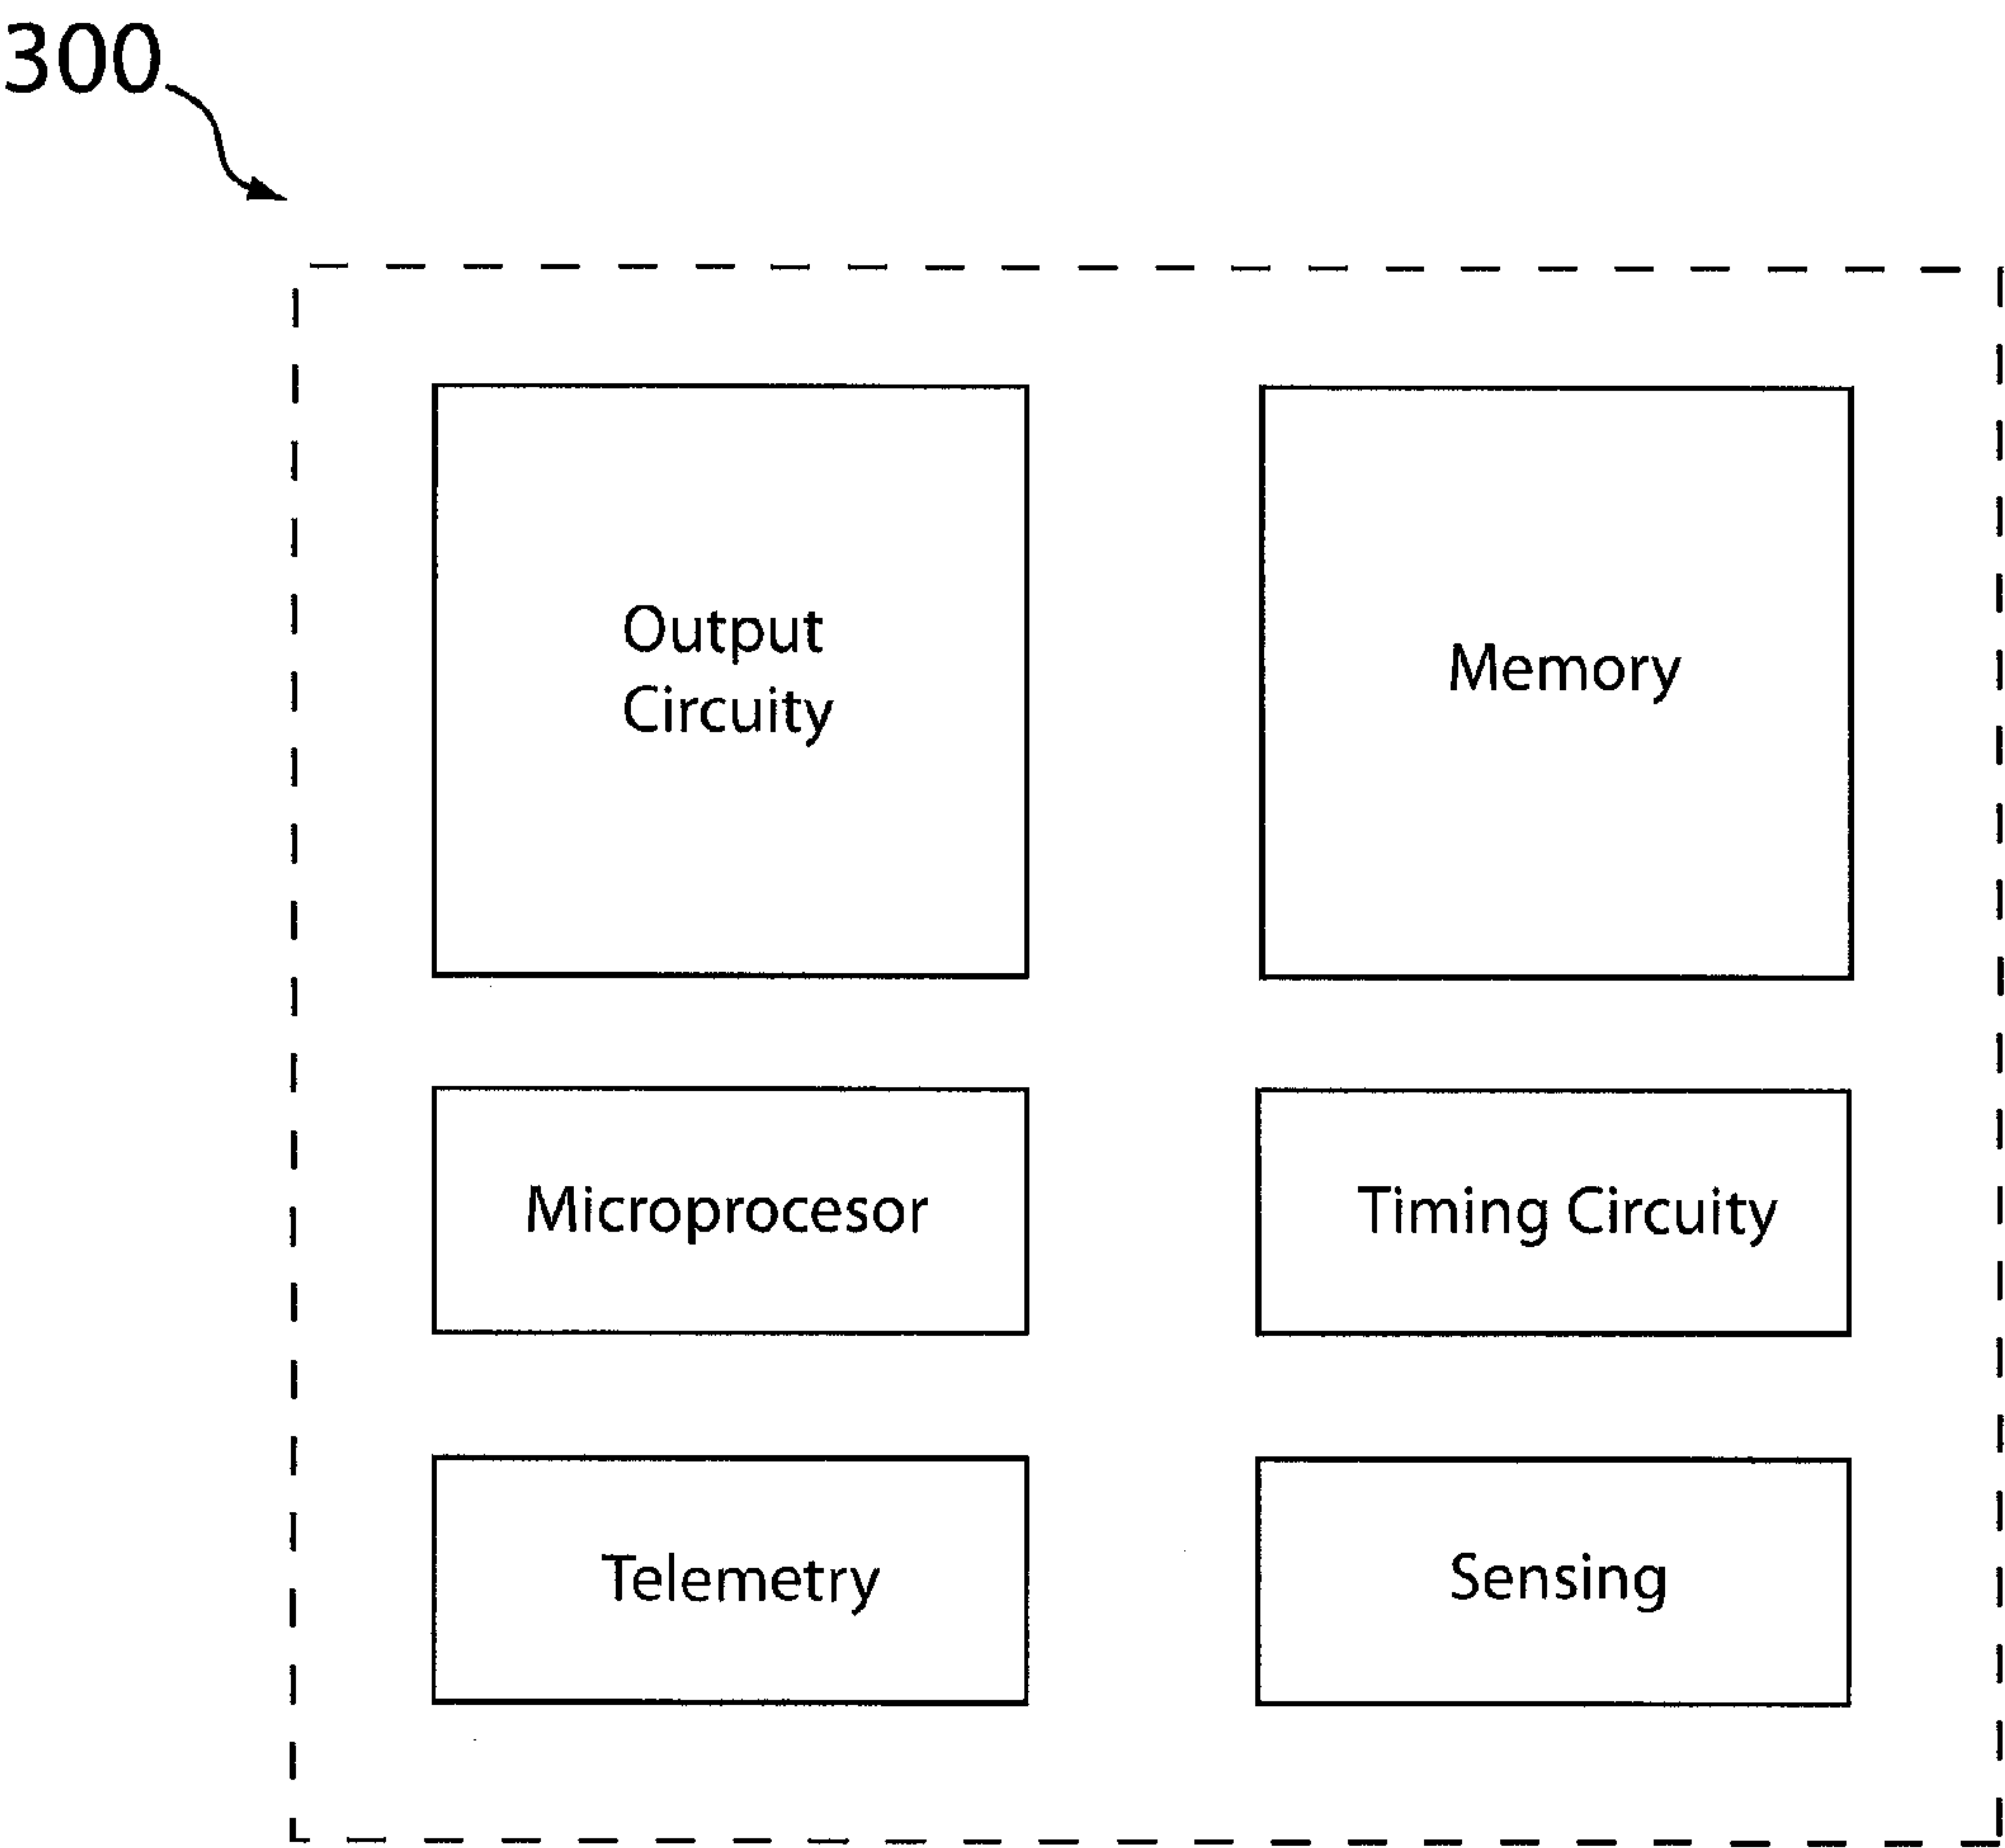 300
Output
Circuity
Memory
Microprocesor
Timing Circuity
Telemetry
Sensing